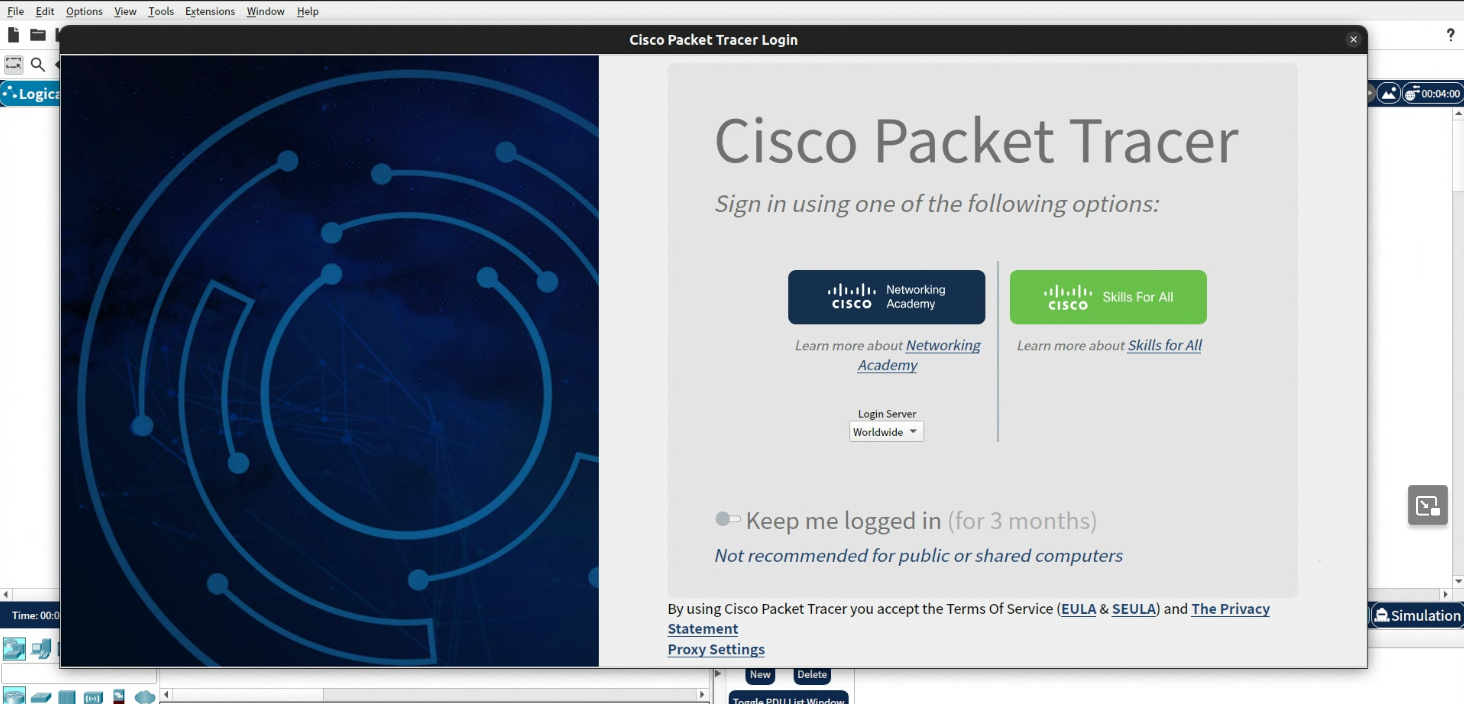 File Edit Options View Tools Extensions Window Help
Cisco Packet Tracer Login
?
Logica
00:04:00
Cisco Packet Tracer
Sign in using one of the following options:
CISCO
Networking
Academy
CISCO
Skills For All
Learn more about Networking
Academy
Learn more about Skills for All
Login Server
Worldwide
Keep me logged in (for 3 months)
Not recommended for public or shared computers
By using Cisco Packet Tracer you accept the Terms Of Service (EULA & SEULA) and The Privacy
Statement
Proxy Settings
Time: 00:0
Simulation
New Delete
Toggle PDU List Window